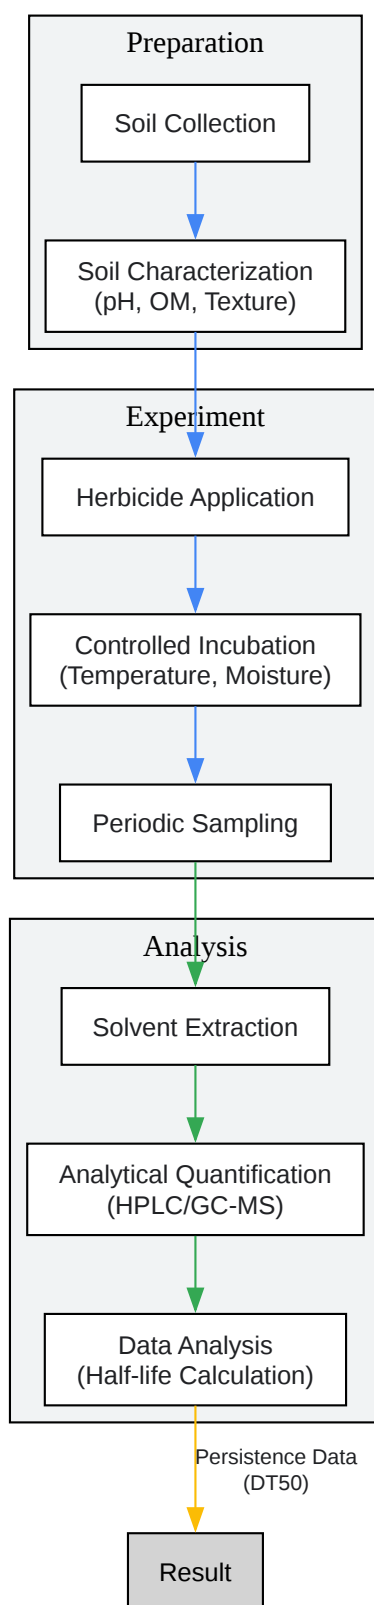 Preparation
Soil Collection
Soil Characterization
(pH, OM, Texture)
Experiment
Herbicide Application
Controlled Incubation
(Temperature, Moisture)
Periodic Sampling
Analysis
Solvent Extraction
Analytical Quantification
(HPLC/GC-MS)
Data Analysis
(Half-life Calculation)
Persistence Data
(DT50)
Result